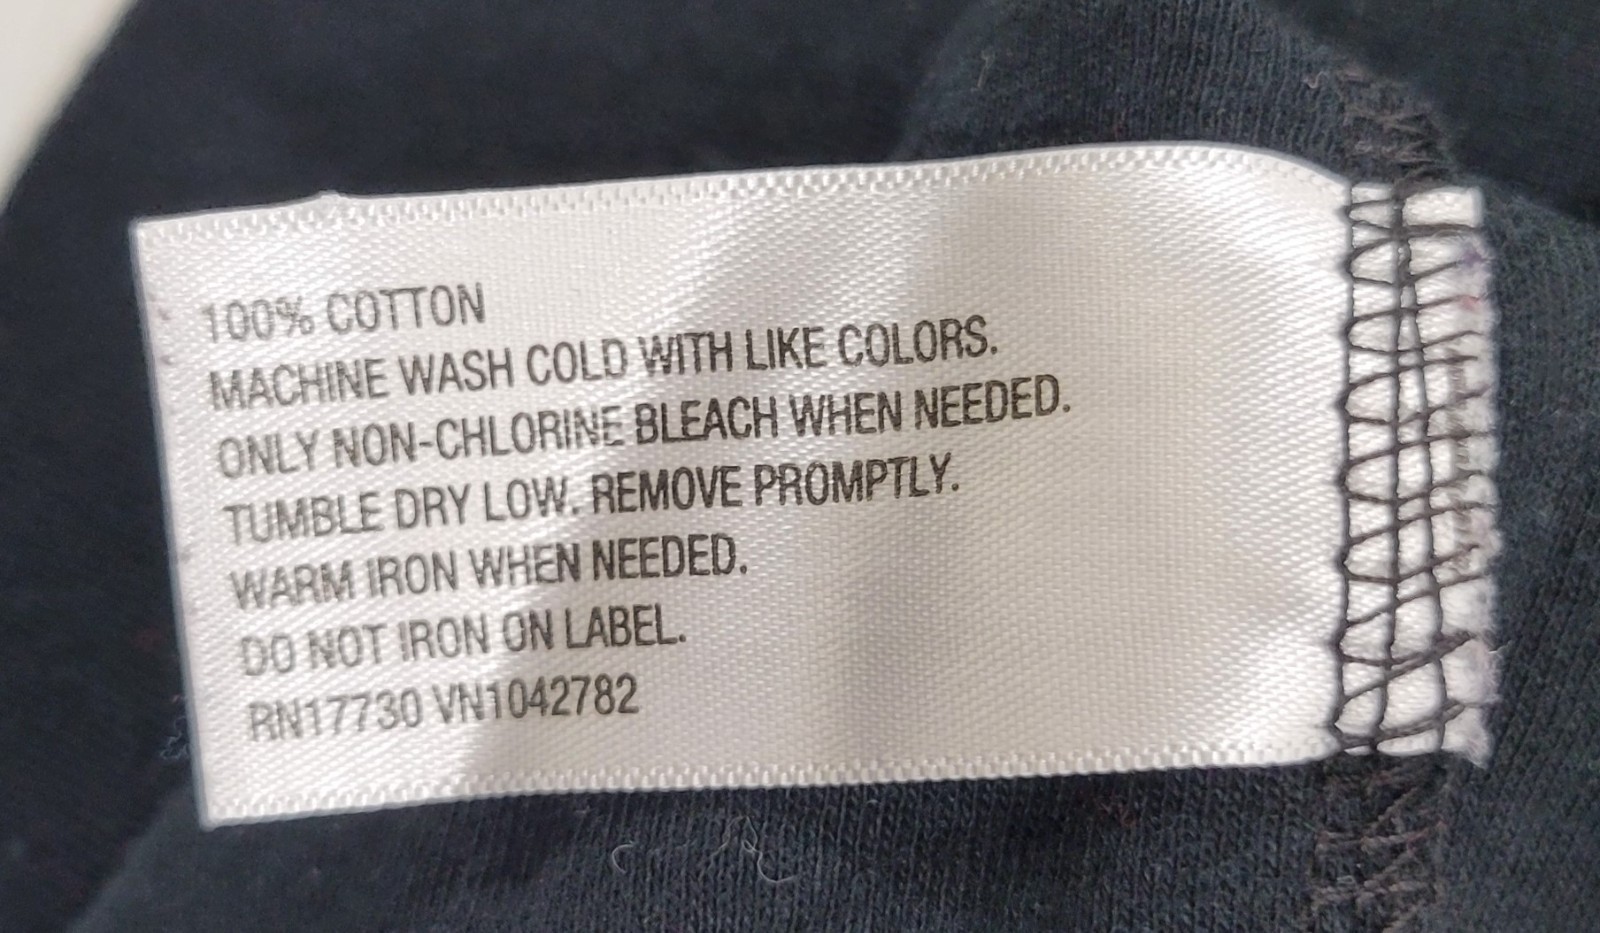 100% COTTON
MACHINE WASH COLD WITH LIKE COLORS.
ONLY NON-CHLORINE BLEACH WHEN NEEDED.
TUMBLE DRY LOW. REMOVE PROMPTLY.
WARM IRON WHEN NEEDED.
DO NOT IRON ON LABEL.
RN17730 VN1042782